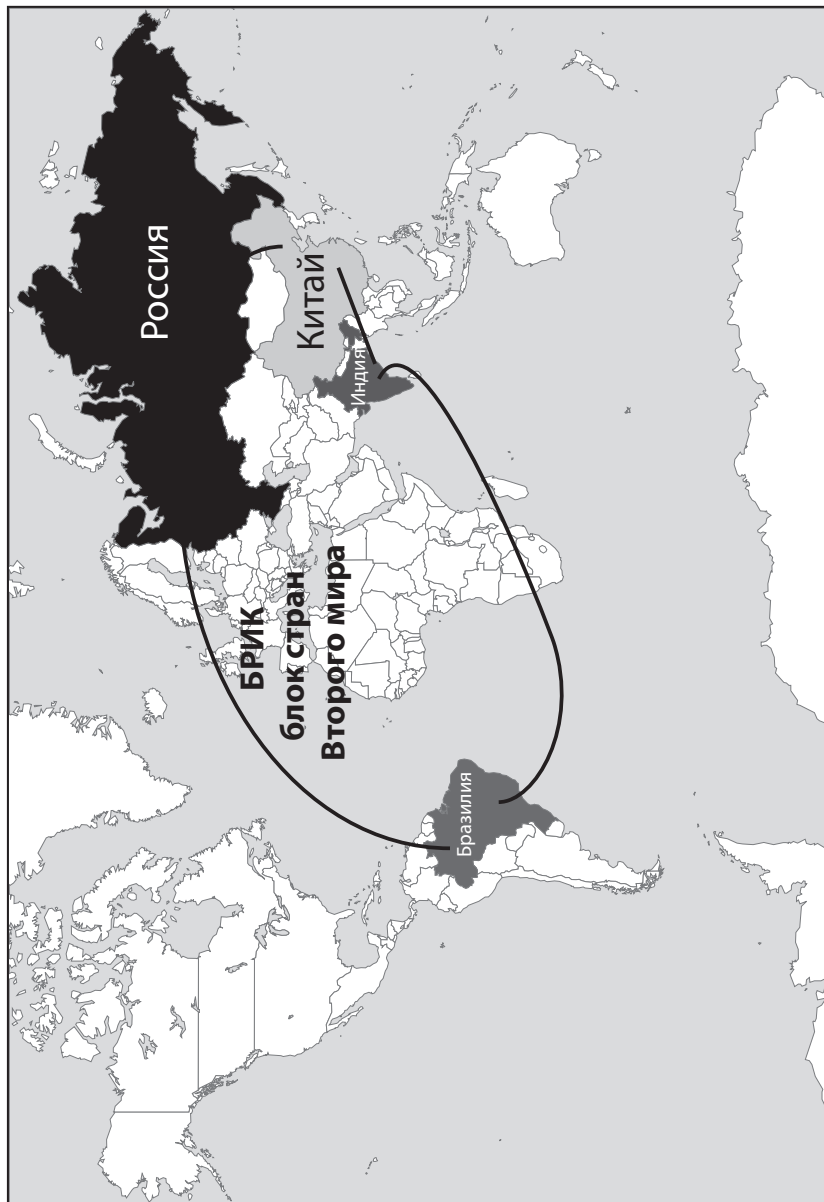 Россия
Китай
Индия
БРИК
блок стран
Второго мира
Бразилия